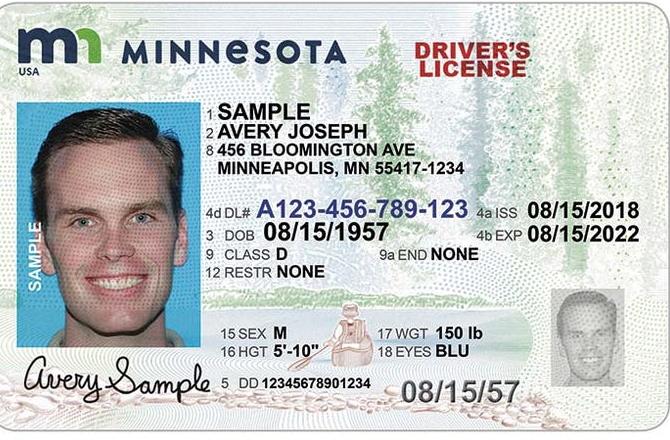 mn MINNESOTA
USA
DRIVER'S
LICENSE
1 SAMPLE
2 AVERY JOSEPH
8 456 BLOOMINGTON AVE
MINNEAPOLIS, MN 55417-1234
4d DL# A123-456-789-123 4a ISS 08/15/2018
3 DOB 08/15/1957 4b EXP 08/15/2022
9 CLASS D 9a END NONE
12 RESTR NONE
SAMPLE
15 SEX M 17 WGT 150 lb
16 HGT 5'-10" 18 EYES BLU
Avery Sample
5 DD 12345678901234
08/15/57